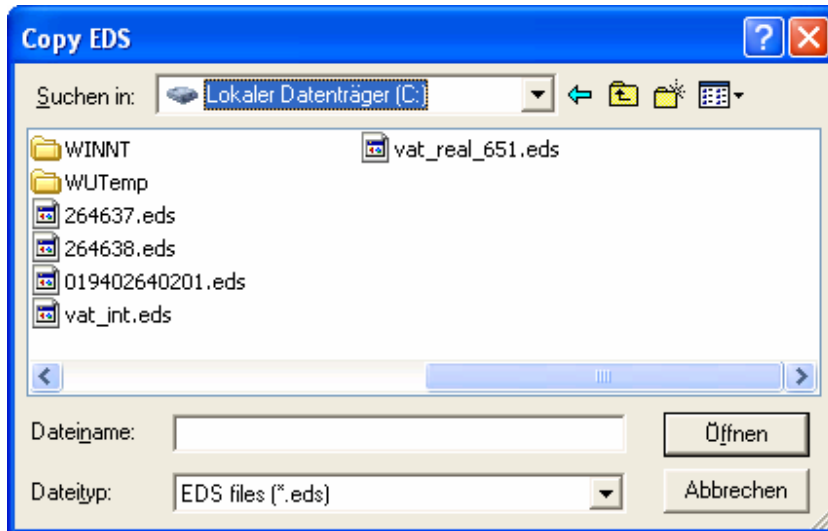 Copy EDS
Suchen in: Lokaler Datenträger (C:)
WINNT
WUTemp
264637.eds
264638.eds
019402640201.eds
vat_int.eds
vat_real_651.eds
Dateiname:
Öffnen
Dateityp: EDS files (*.eds)
Abbrechen